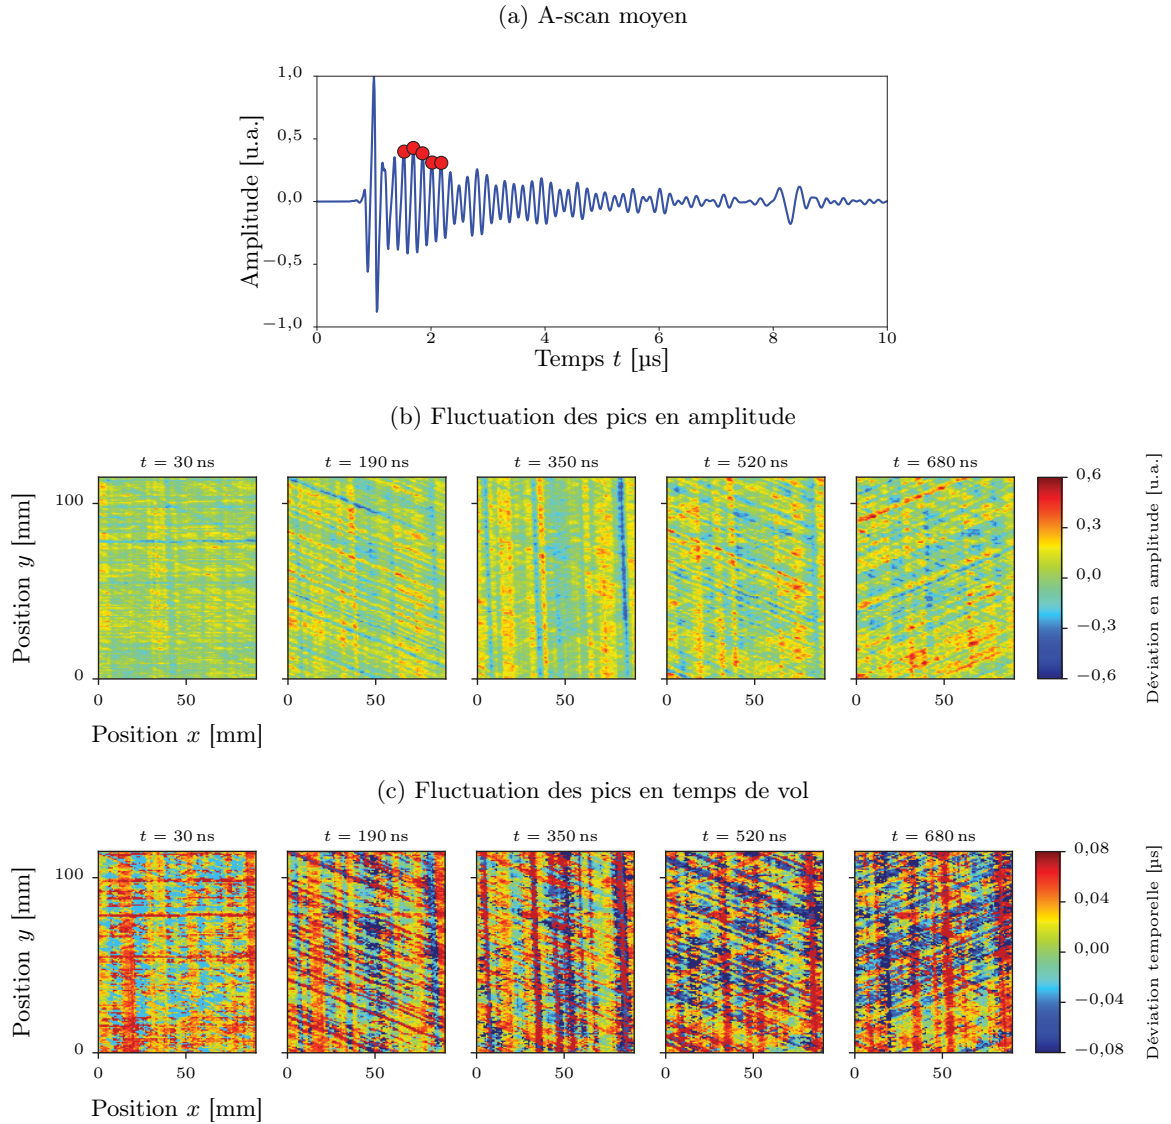 (a) A-scan moyen
1,0
0,5
0,0
−0,5
−1,0
Amplitude [u.a.]
0 2 4 6 8 10
Temps t [µs]
(b) Fluctuation des pics en amplitude
t = 30 ns t = 190 ns t = 350 ns t = 520 ns t = 680 ns
100
0
Position y [mm]
0 50 0 50 0 50 0 50 0 50
Position x [mm]
0,6
0,3
0,0
−0,3
−0,6
Déviation en amplitude [u.a.]
(c) Fluctuation des pics en temps de vol
t = 30 ns t = 190 ns t = 350 ns t = 520 ns t = 680 ns
100
0
Position y [mm]
0 50 0 50 0 50 0 50 0 50
Position x [mm]
0,08
0,04
0,00
−0,04
−0,08
Déviation temporelle [µs]